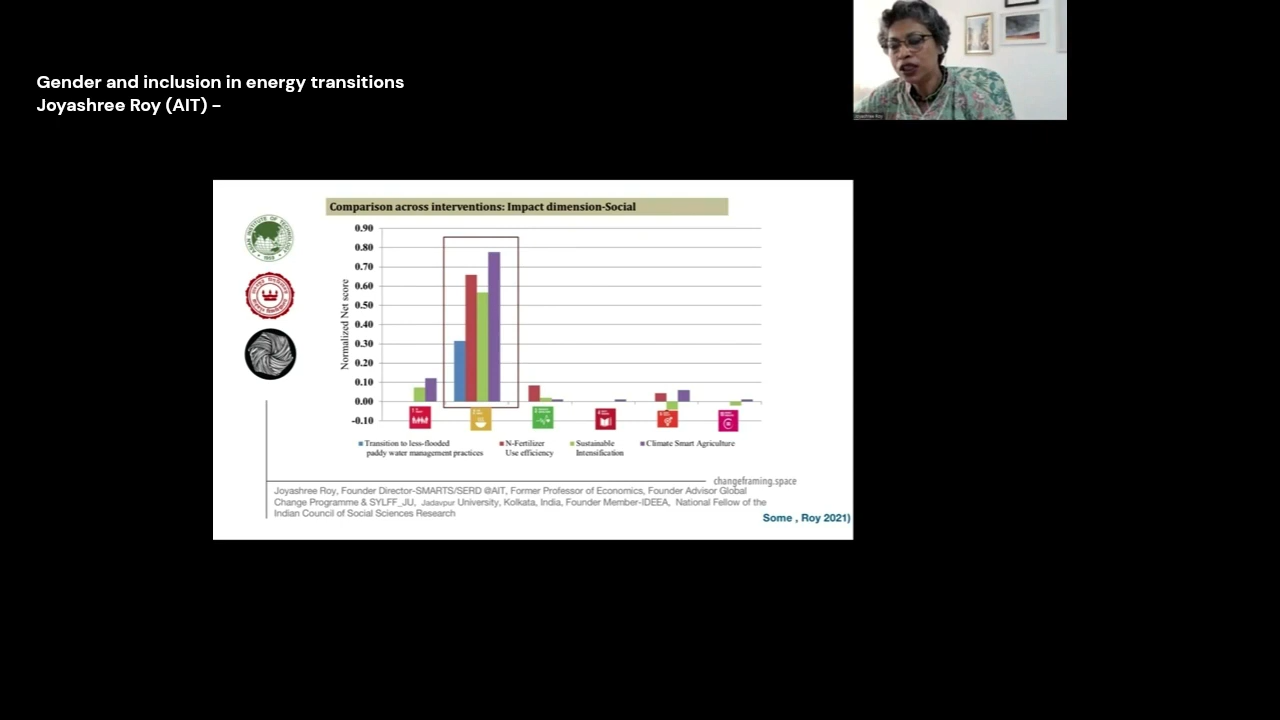 Gender and inclusion in energy transitions
Joyashree Roy (AIT) –
Joyashree Roy
Comparison across interventions: Impact dimension-Social
Normalized Net score
0.90
0.80
0.70
0.60
0.50
0.40
0.30
0.20
0.10
0.00
-0.10
Transition to less-flooded
paddy water management practices
N-Fertilizer
Use efficiency
Sustainable
Intensification
Climate Smart Agriculture
changeframing.space
Joyashree Roy, Founder Director-SMARTS/SERD @AIT, Former Professor of Economics, Founder Advisor Global
Change Programme & SYLFF_JU, Jadavpur University, Kolkata, India, Founder Member-IDEEA, National Fellow of the
Indian Council of Social Sciences Research
Some , Roy 2021)